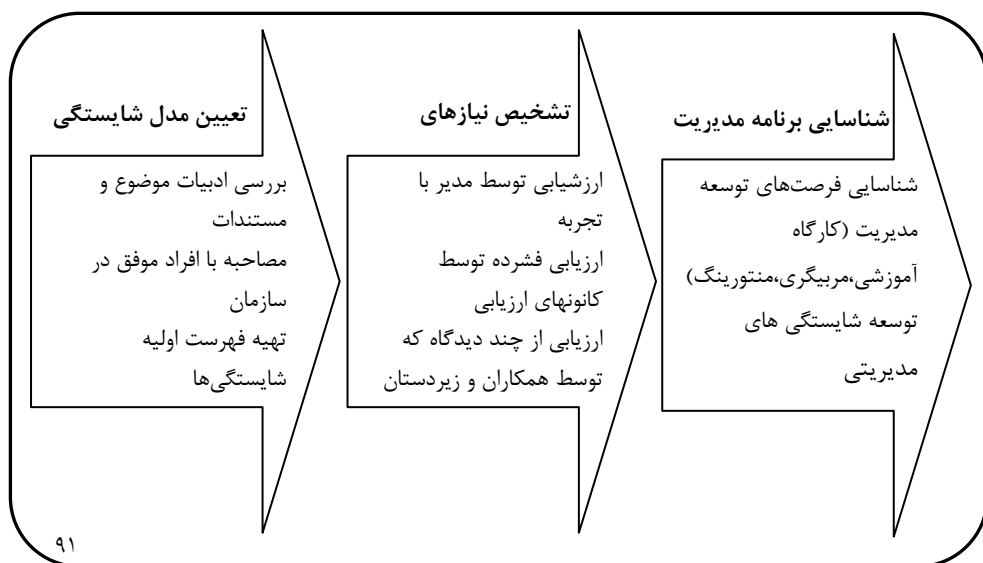 تعیین مدل شایستگی
بررسی ادبیات موضوع و
مستندات
مصاحبه با افراد موفق در
سازمان
تهیه فهرست اولیه
شایستگی‌ها
تشخیص نیازهای
ارزشیابی توسط مدیر با
تجربه
ارزیابی فشرده توسط
کانونهای ارزیابی
ارزیابی از چند دیدگاه که
توسط همکاران و زیردستان
شناسایی برنامه مدیریت
شناسایی فرصت‌های توسعه
مدیریت (کارگاه
آموزشی،مربیگری،منتورینگ)
توسعه شایستگی های
مدیریتی
۹۱